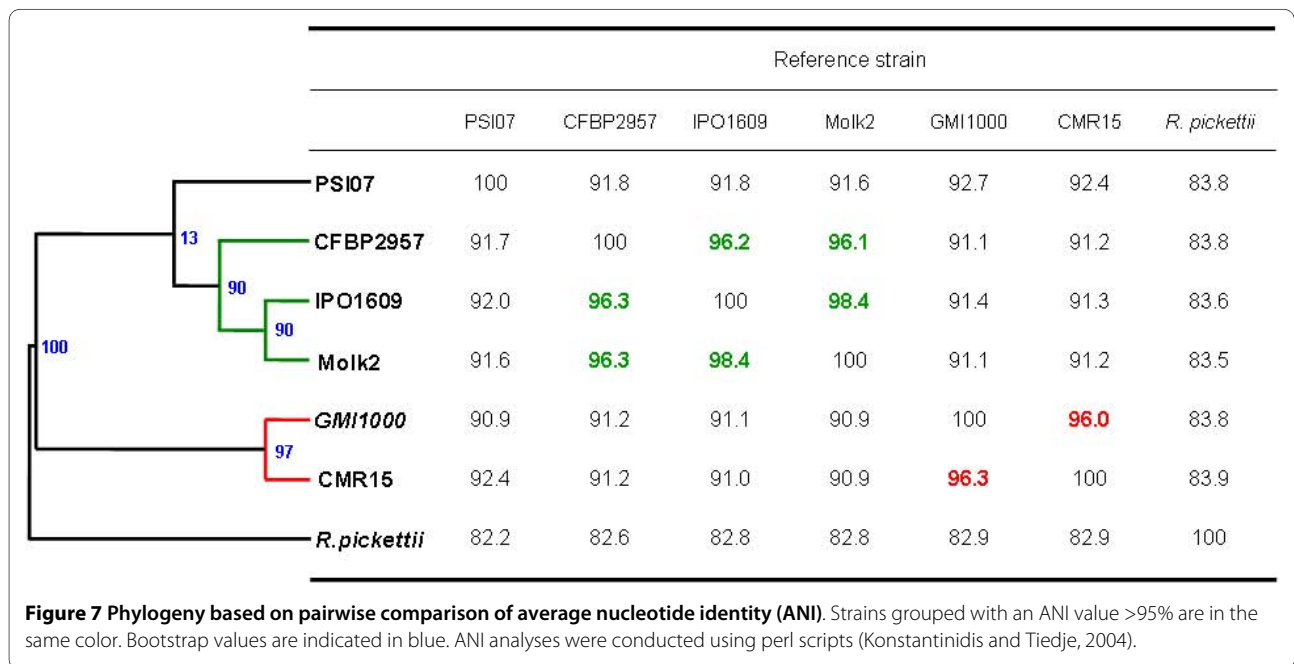 Reference strain
PSI07 CFBP2957 IPO1609 Molk2 GMI1000 CMR15 R. pickettii
PSI07 100 91.8 91.8 91.6 92.7 92.4 83.8
13
CFBP2957 91.7 100 96.2 96.1 91.1 91.2 83.8
90
IPO1609 92.0 96.3 100 98.4 91.4 91.3 83.6
90
100
Molk2 91.6 96.3 98.4 100 91.1 91.2 83.5
GMI1000 90.9 91.2 91.1 90.9 100 96.0 83.8
97
CMR15 92.4 91.2 91.0 90.9 96.3 100 83.9
R.pickettii 82.2 82.6 82.8 82.8 82.9 82.9 100
Figure 7 Phylogeny based on pairwise comparison of average nucleotide identity (ANI). Strains grouped with an ANI value >95% are in the
same color. Bootstrap values are indicated in blue. ANI analyses were conducted using perl scripts (Konstantinidis and Tiedje, 2004).